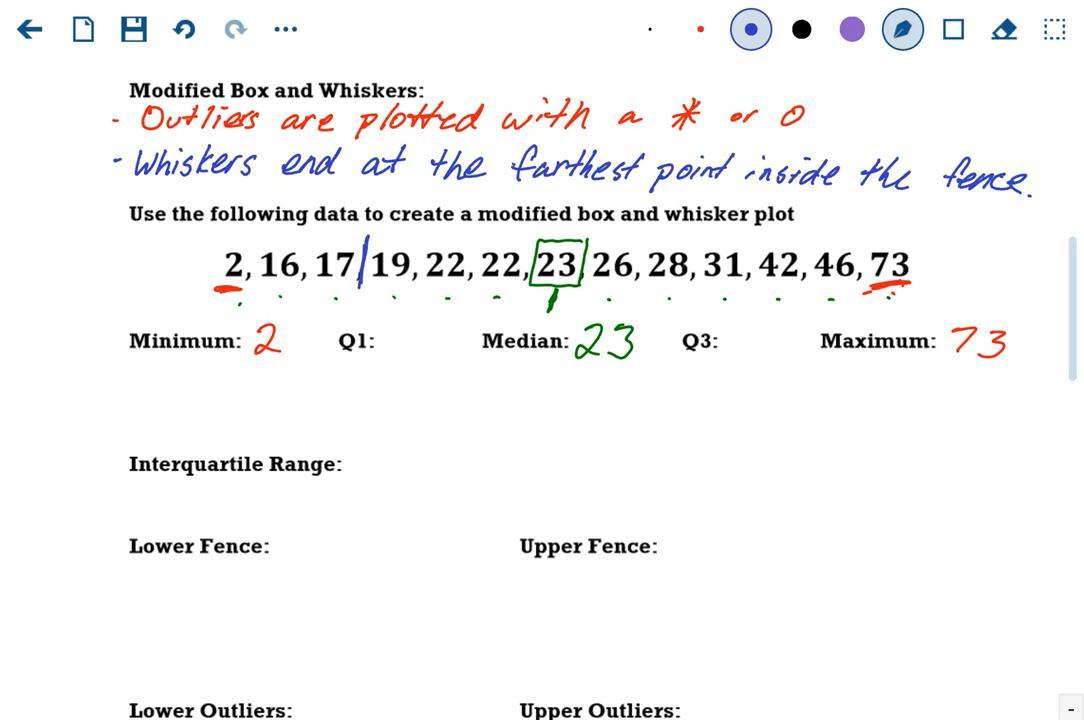 Modified Box and Whiskers:
- Outliers are plotted with a * or O
- Whiskers end at the farthest point inside the fence.
Use the following data to create a modified box and whisker plot
2, 16, 17, 19, 22, 22, 23, 26, 28, 31, 42, 46, 73
Minimum: 2 Q1: Median: 23 Q3: Maximum: 73
Interquartile Range:
Lower Fence: Upper Fence:
Lower Outliers: Upper Outliers: